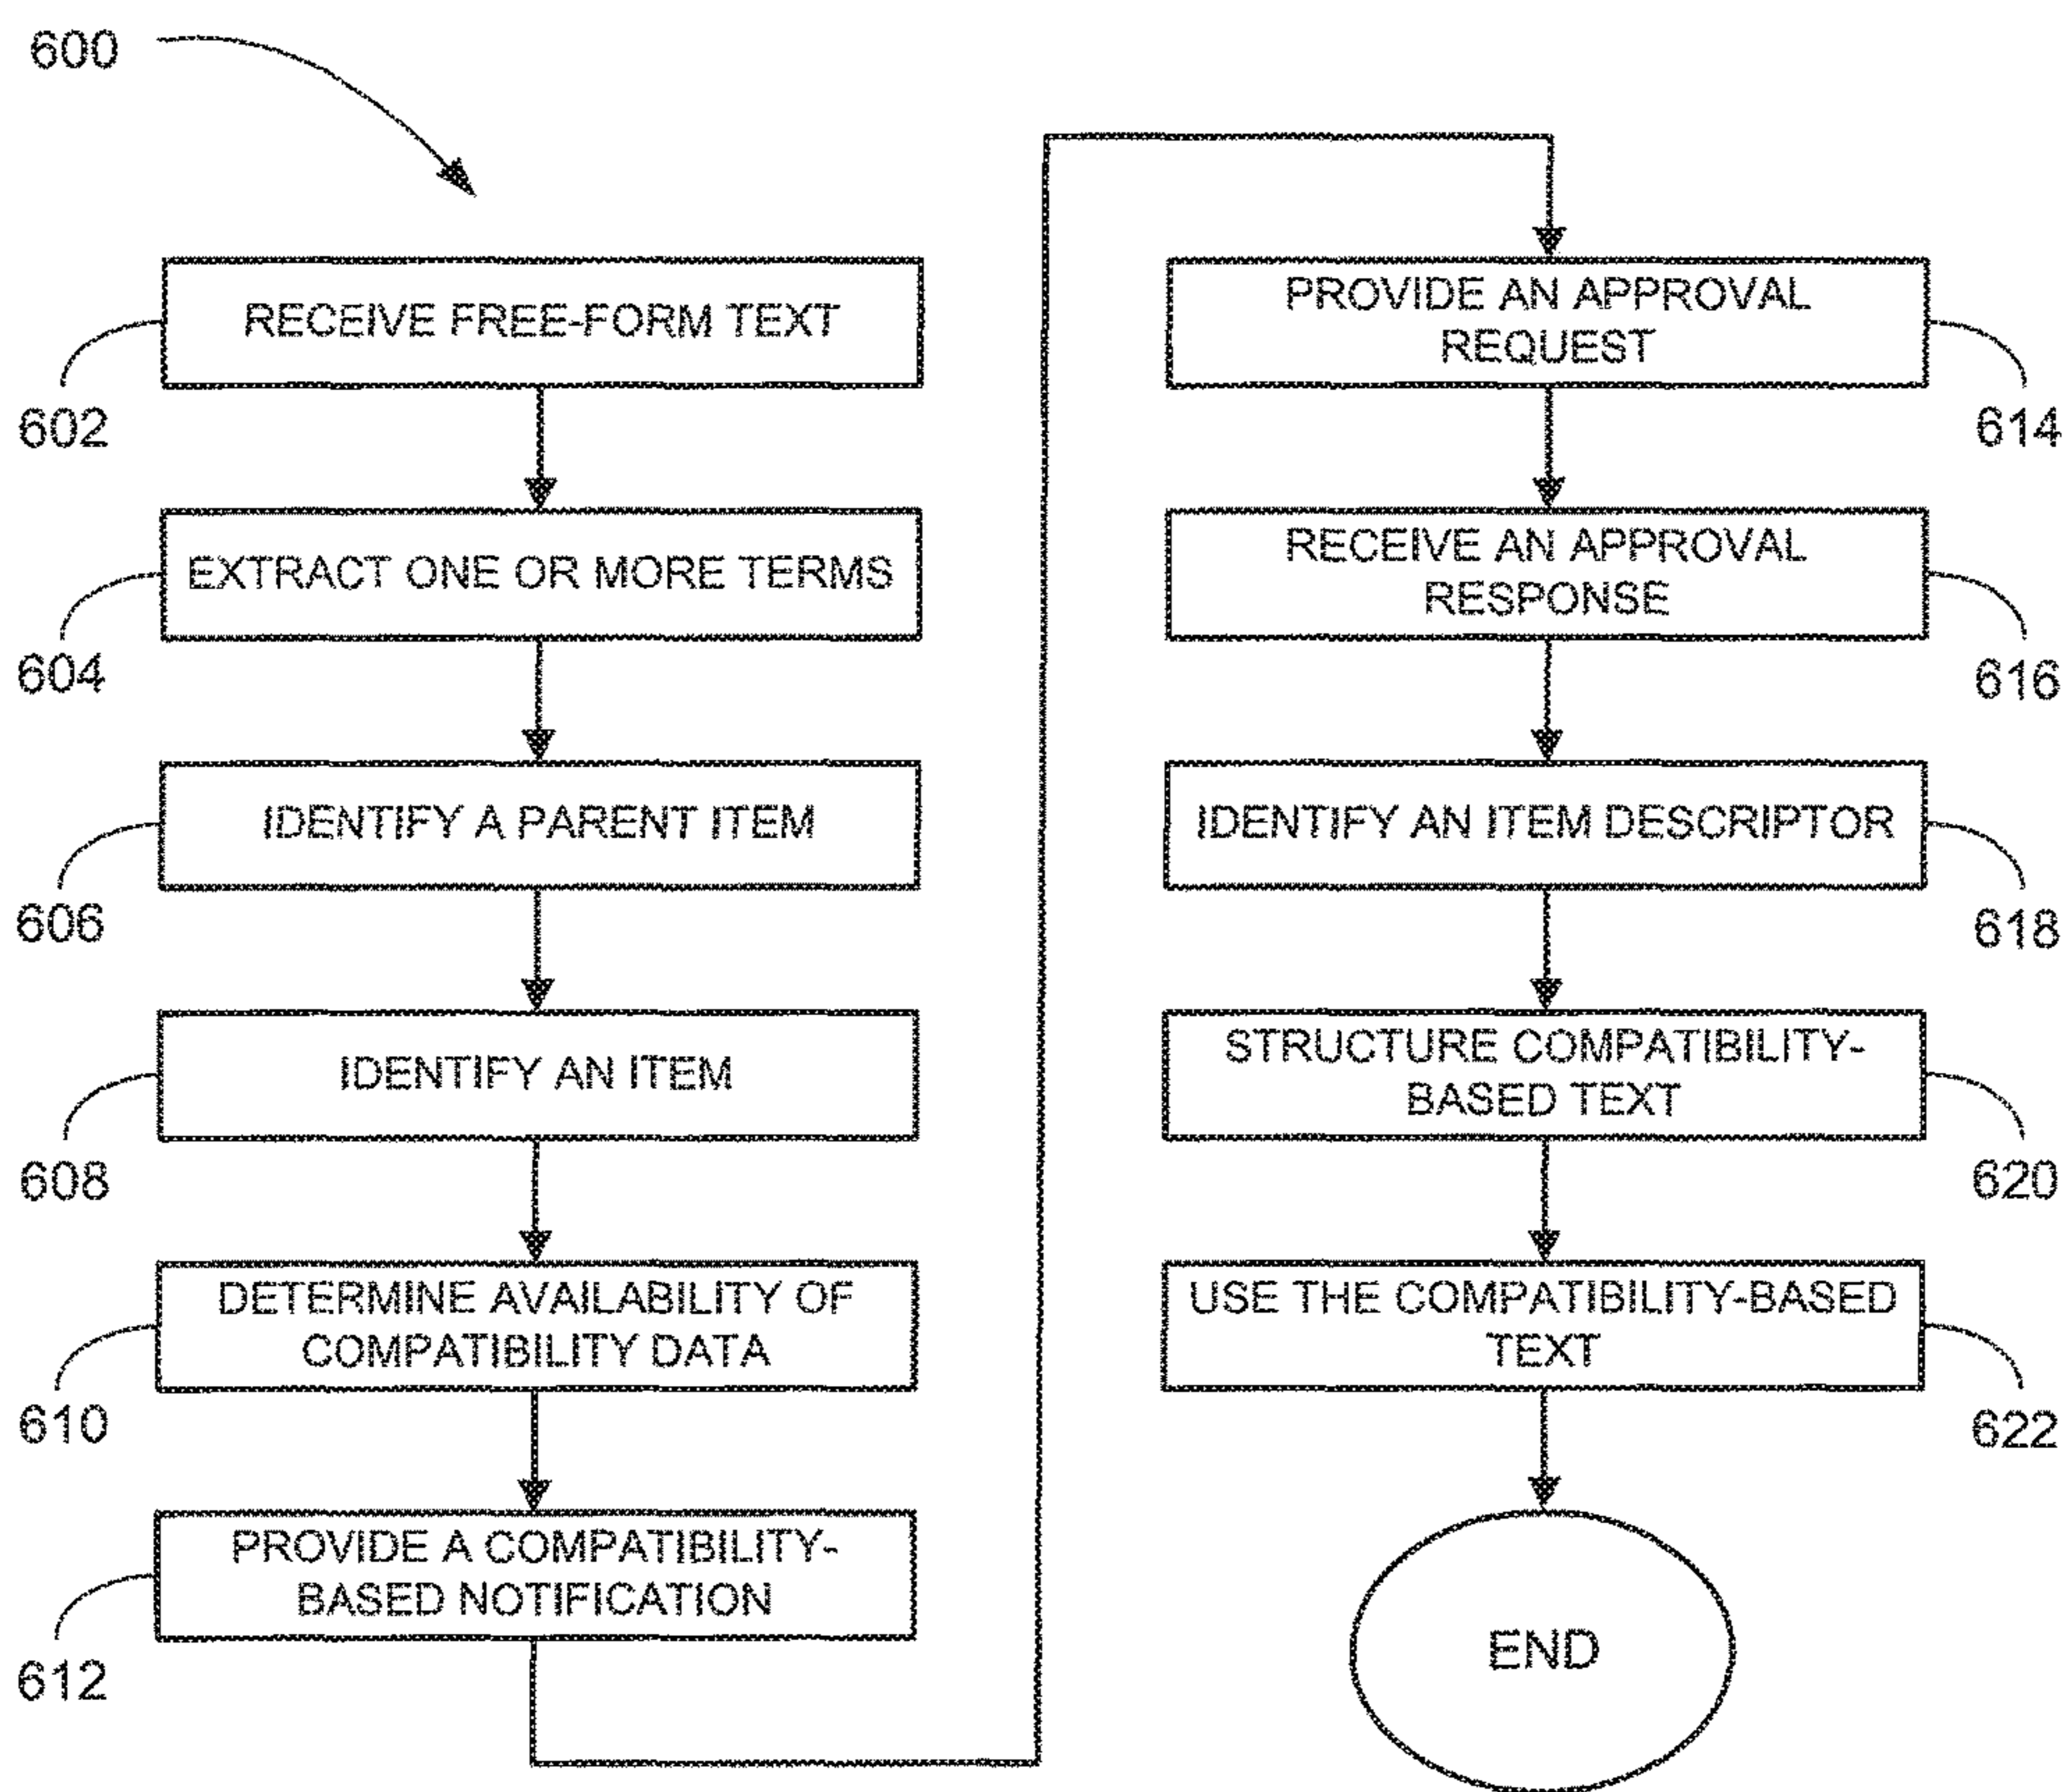 600
RECEIVE FREE-FORM TEXT
602
EXTRACT ONE OR MORE TERMS
604
IDENTIFY A PARENT ITEM
606
IDENTIFY AN ITEM
608
DETERMINE AVAILABILITY OF
COMPATIBILITY DATA
610
PROVIDE A COMPATIBILITY-
BASED NOTIFICATION
612
PROVIDE AN APPROVAL
REQUEST
614
RECEIVE AN APPROVAL
RESPONSE
616
IDENTIFY AN ITEM DESCRIPTOR
618
STRUCTURE COMPATIBILITY-
BASED TEXT
620
USE THE COMPATIBILITY-BASED
TEXT
622
END